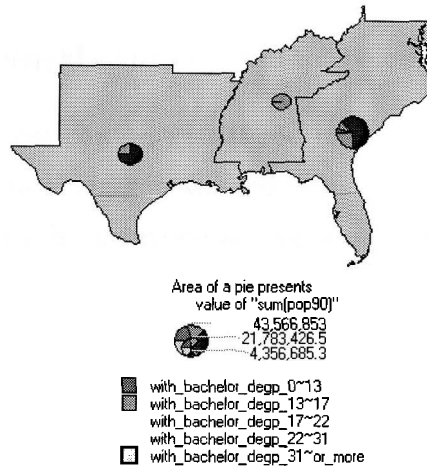 Area of a pie presents
value of "sum(pop90)"
43,566,853
21,783,426.5
4,356,685.3
with_bachelor_degp_0~13
with_bachelor_degp_13~17
with_bachelor_degp_17~22
with_bachelor_degp_22~31
with_bachelor_degp_31~or_more